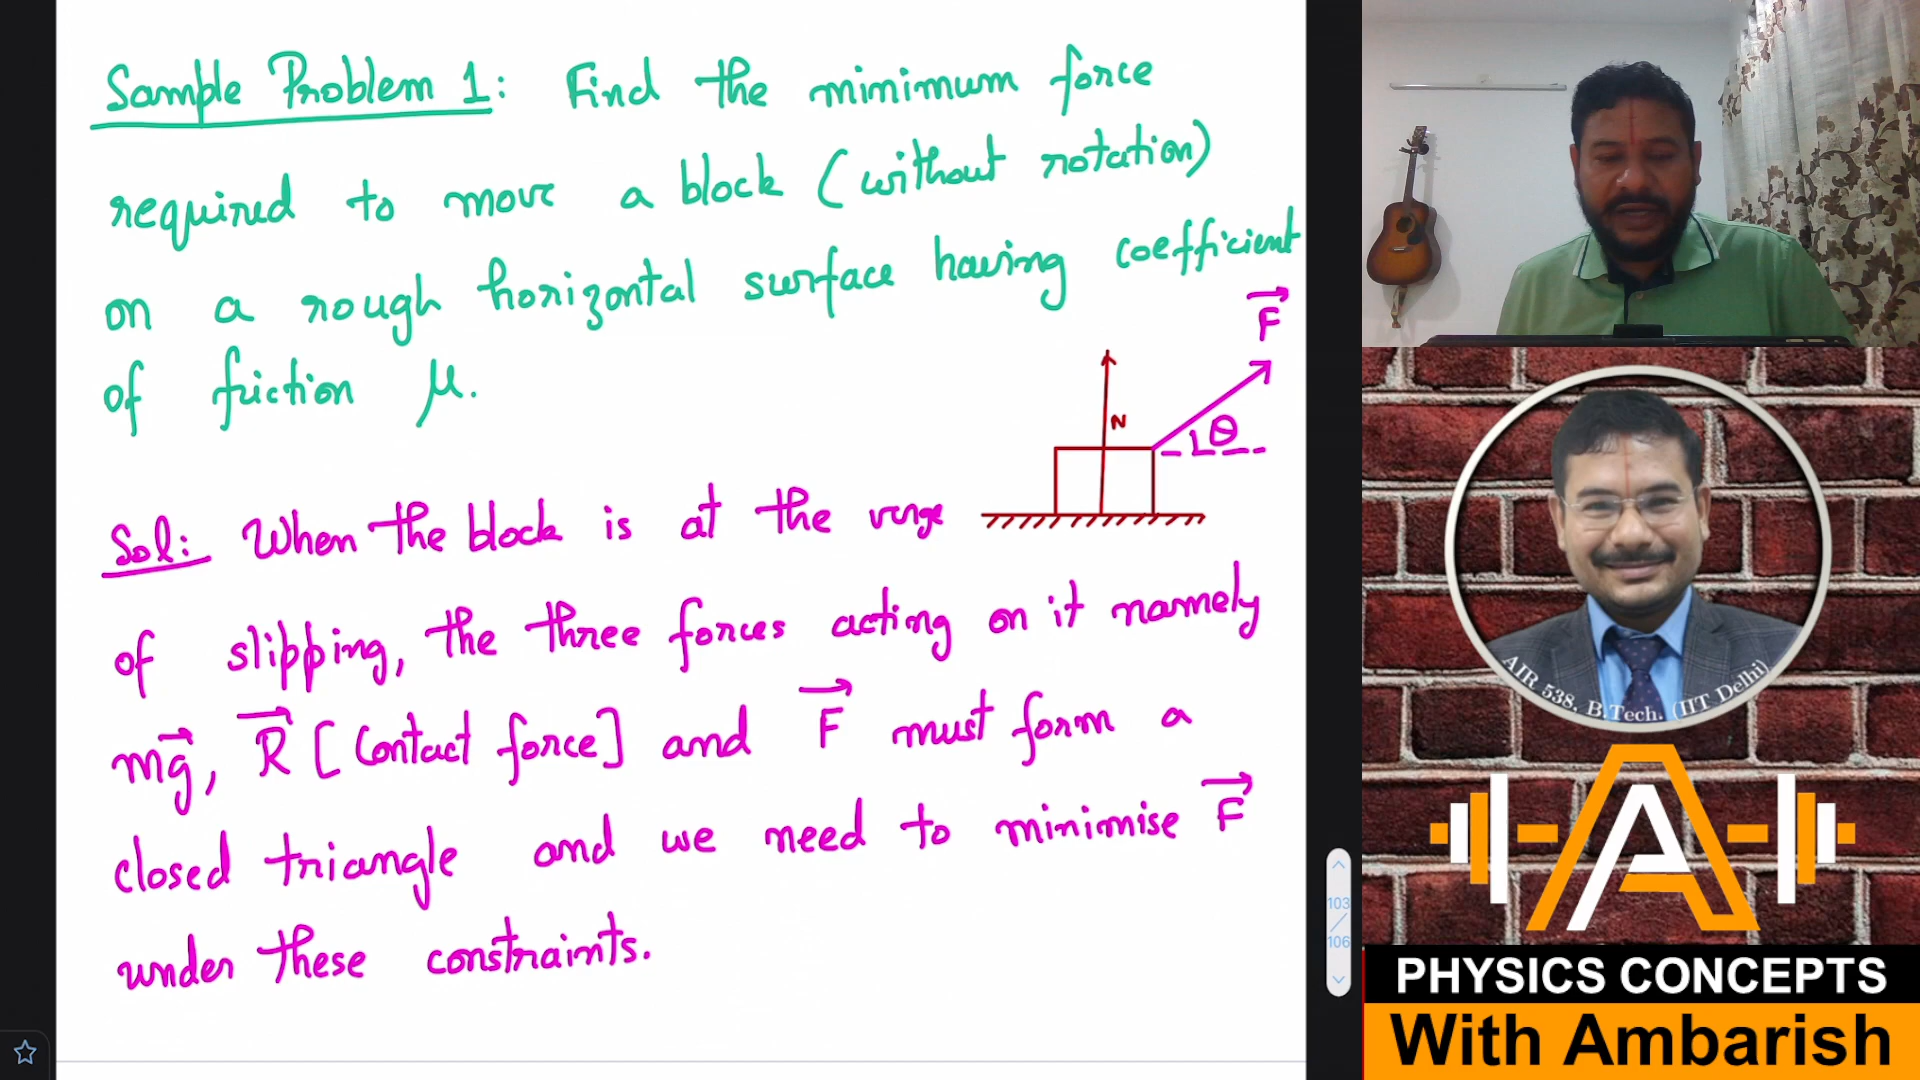 Sample Problem 1: Find the minimum force
required to move a block (without rotation)
on a rough horizontal surface having coefficient
of friction μ.
F
N
θ
Sol: When the block is at the verge
of slipping, the three forces acting on it namely
mg, R [Contact force] and F must form a
closed triangle and we need to minimise F
under these constraints.
103
/
106
AIR 538, B.Tech. (IIT Delhi)
A
PHYSICS CONCEPTS
With Ambarish